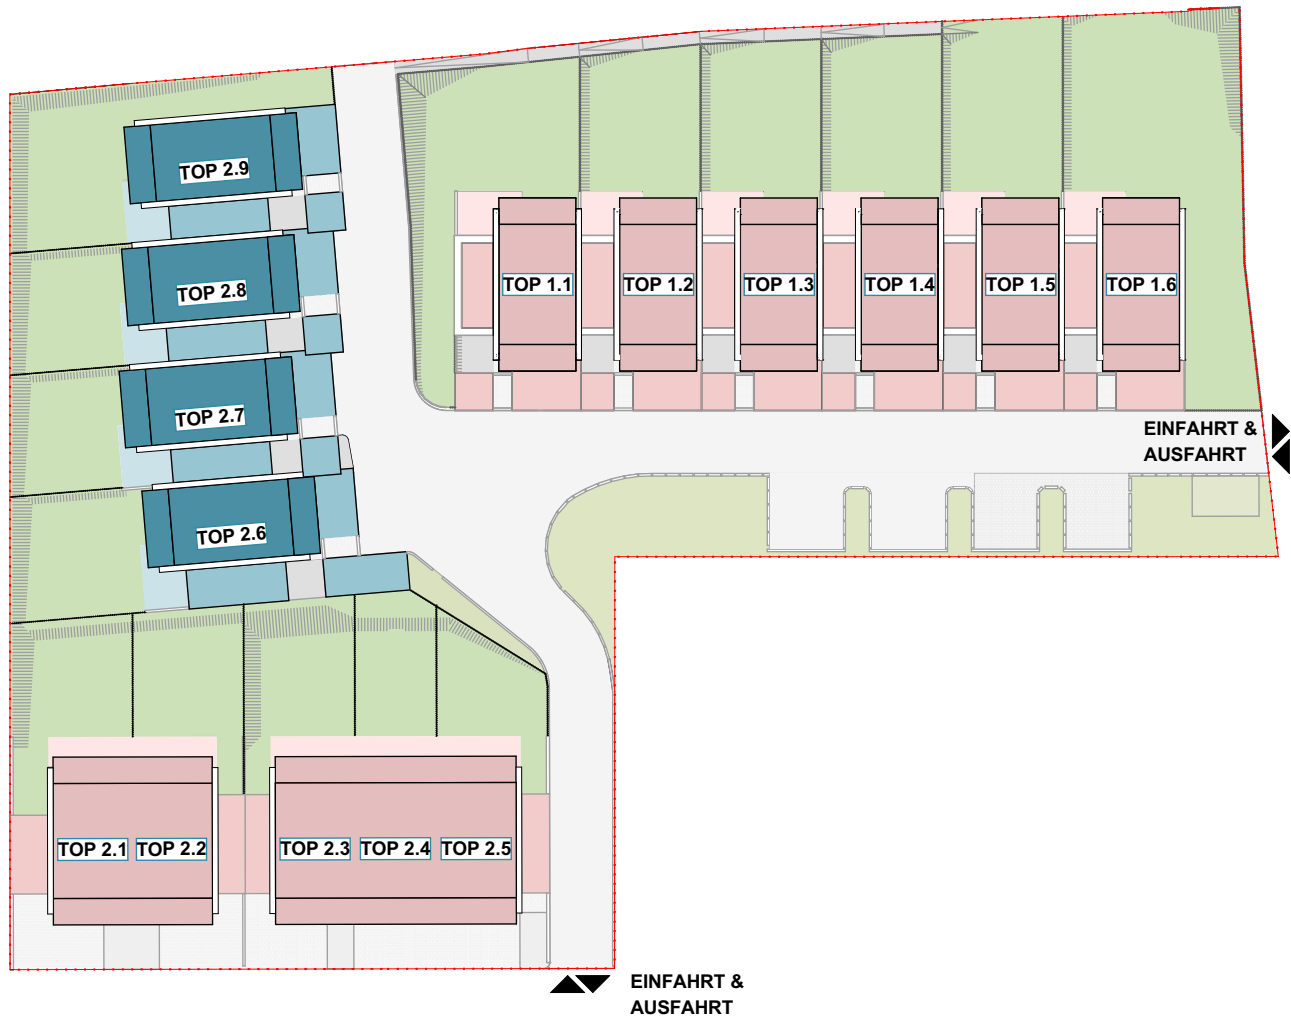 TOP 2.9
TOP 2.8
TOP 2.7
TOP 2.6
TOP 1.1
TOP 1.2
TOP 1.3
TOP 1.4
TOP 1.5
TOP 1.6
EINFAHRT &
AUSFAHRT
TOP 2.1
TOP 2.2
TOP 2.3
TOP 2.4
TOP 2.5
EINFAHRT &
AUSFAHRT